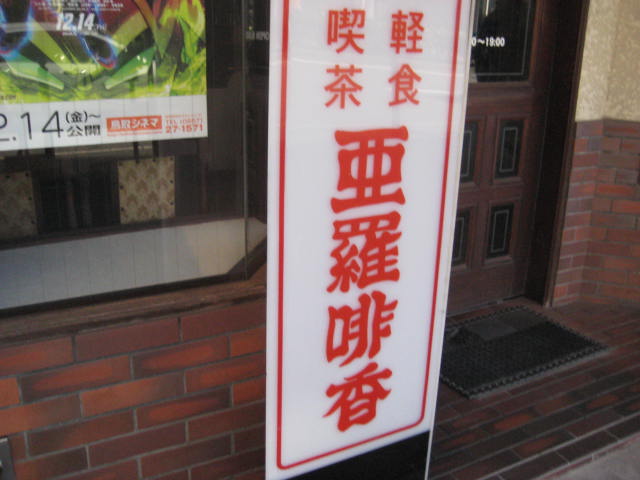 軽食
喫茶
亜羅啡香
12.14
2.14(金)~
公開
鳥取シネマ
27-1571
~19:00